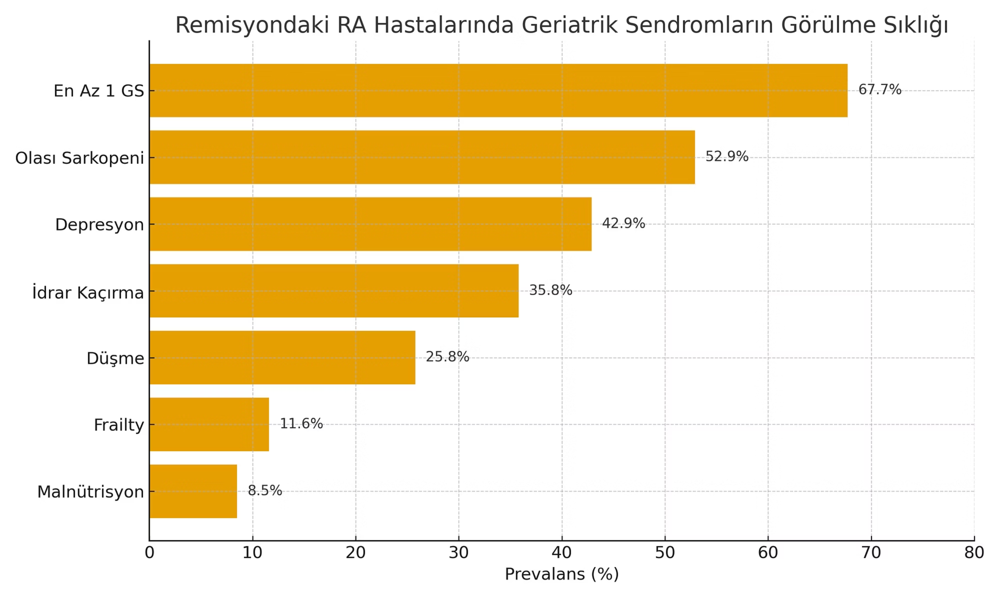 Remisyondaki RA Hastalarında Geriatrik Sendromların Görülme Sıklığı
En Az 1 GS 67.7%
Olası Sarkopeni 52.9%
Depresyon 42.9%
İdrar Kaçırma 35.8%
Düşme 25.8%
Frailty 11.6%
Malnütrisyon 8.5%
0 10 20 30 40 50 60 70 80
Prevalans (%)